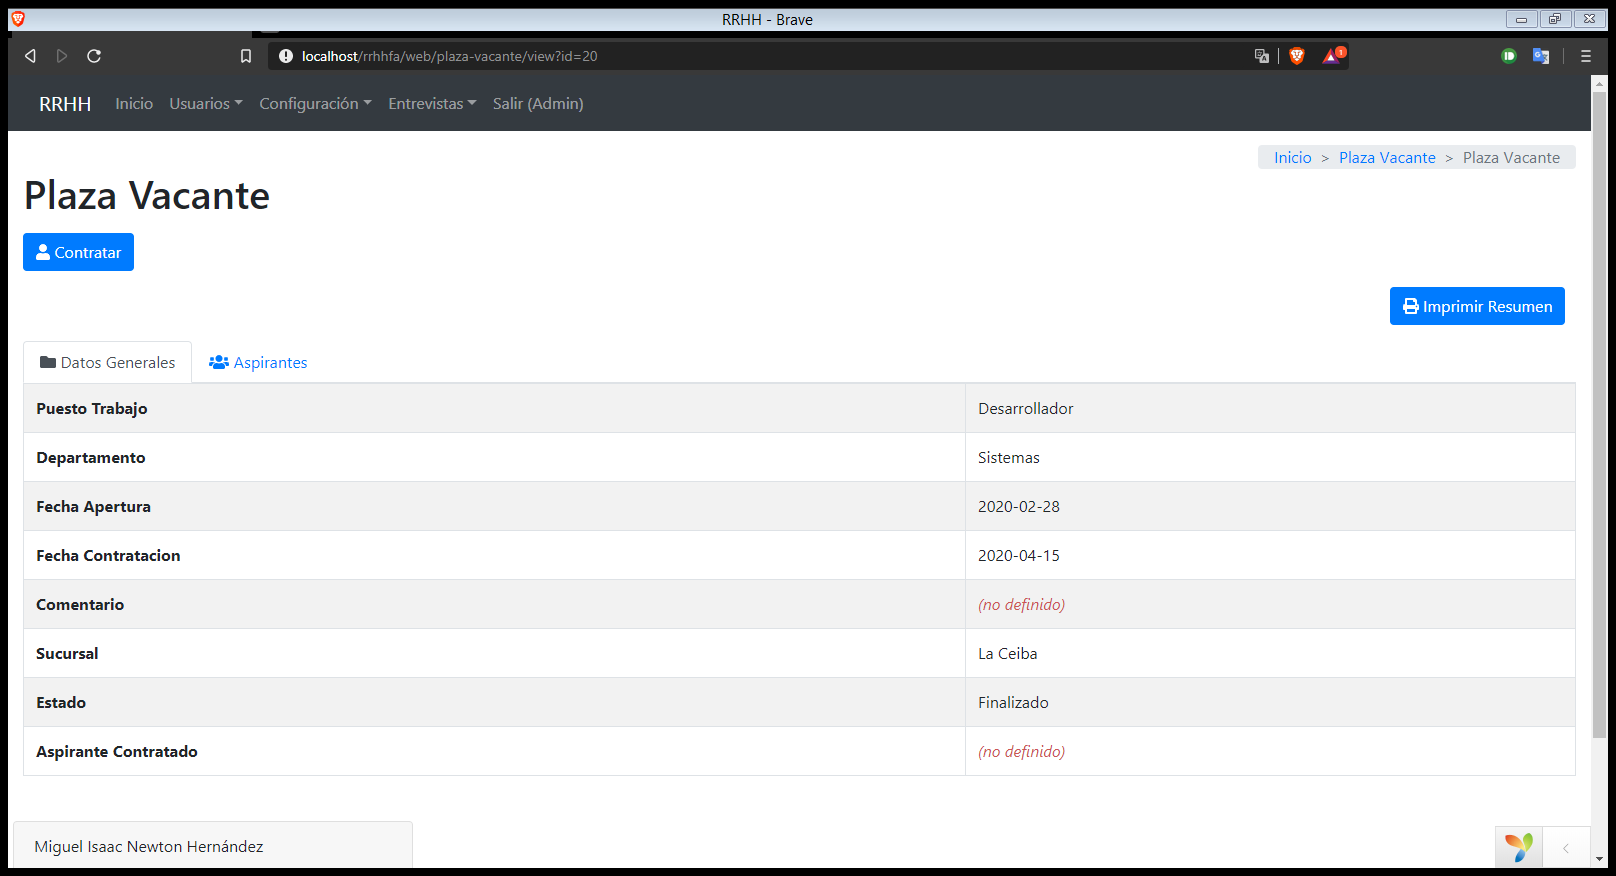 RRHH - Brave
localhost/rrhhfa/web/plaza-vacante/view?id=20
1
RRHH Inicio Usuarios Configuración Entrevistas Salir (Admin)
Inicio > Plaza Vacante > Plaza Vacante
Plaza Vacante
Contratar
Imprimir Resumen
Datos Generales Aspirantes
Puesto Trabajo Desarrollador
Departamento Sistemas
Fecha Apertura 2020-02-28
Fecha Contratacion 2020-04-15
Comentario (no definido)
Sucursal La Ceiba
Estado Finalizado
Aspirante Contratado (no definido)
Miguel Isaac Newton Hernández